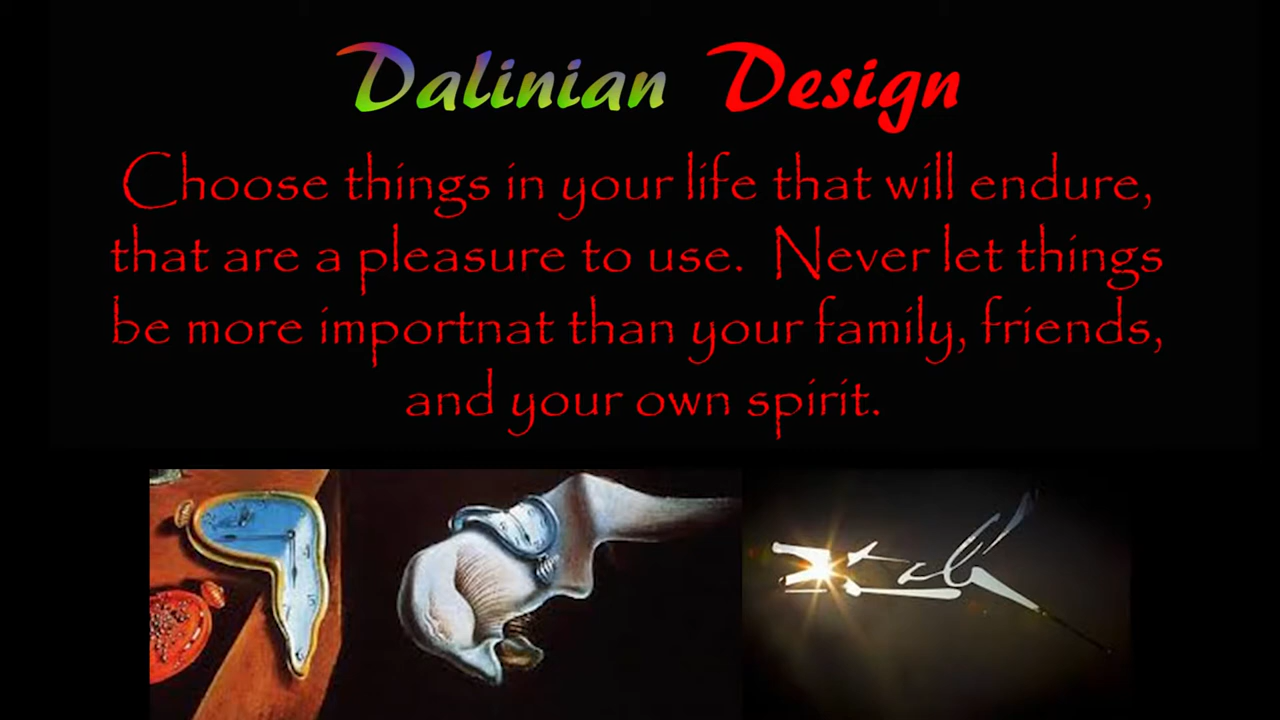 Dalinian Design
Choose things in your life that will endure,
that are a pleasure to use. Never let things
be more importnat than your family, friends,
and your own spirit.